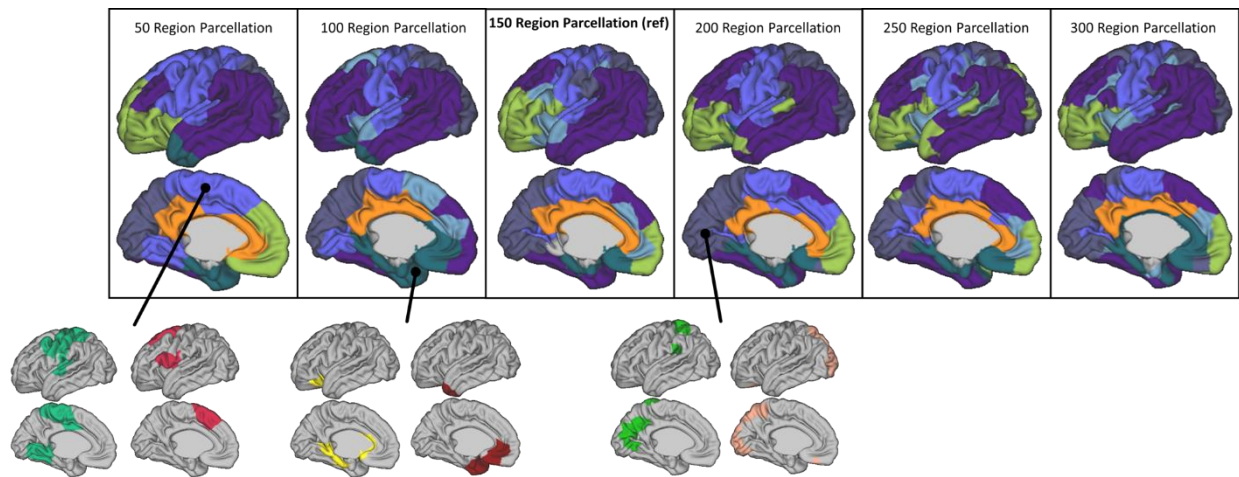 50 Region Parcellation
100 Region Parcellation
150 Region Parcellation (ref)
200 Region Parcellation
250 Region Parcellation
300 Region Parcellation